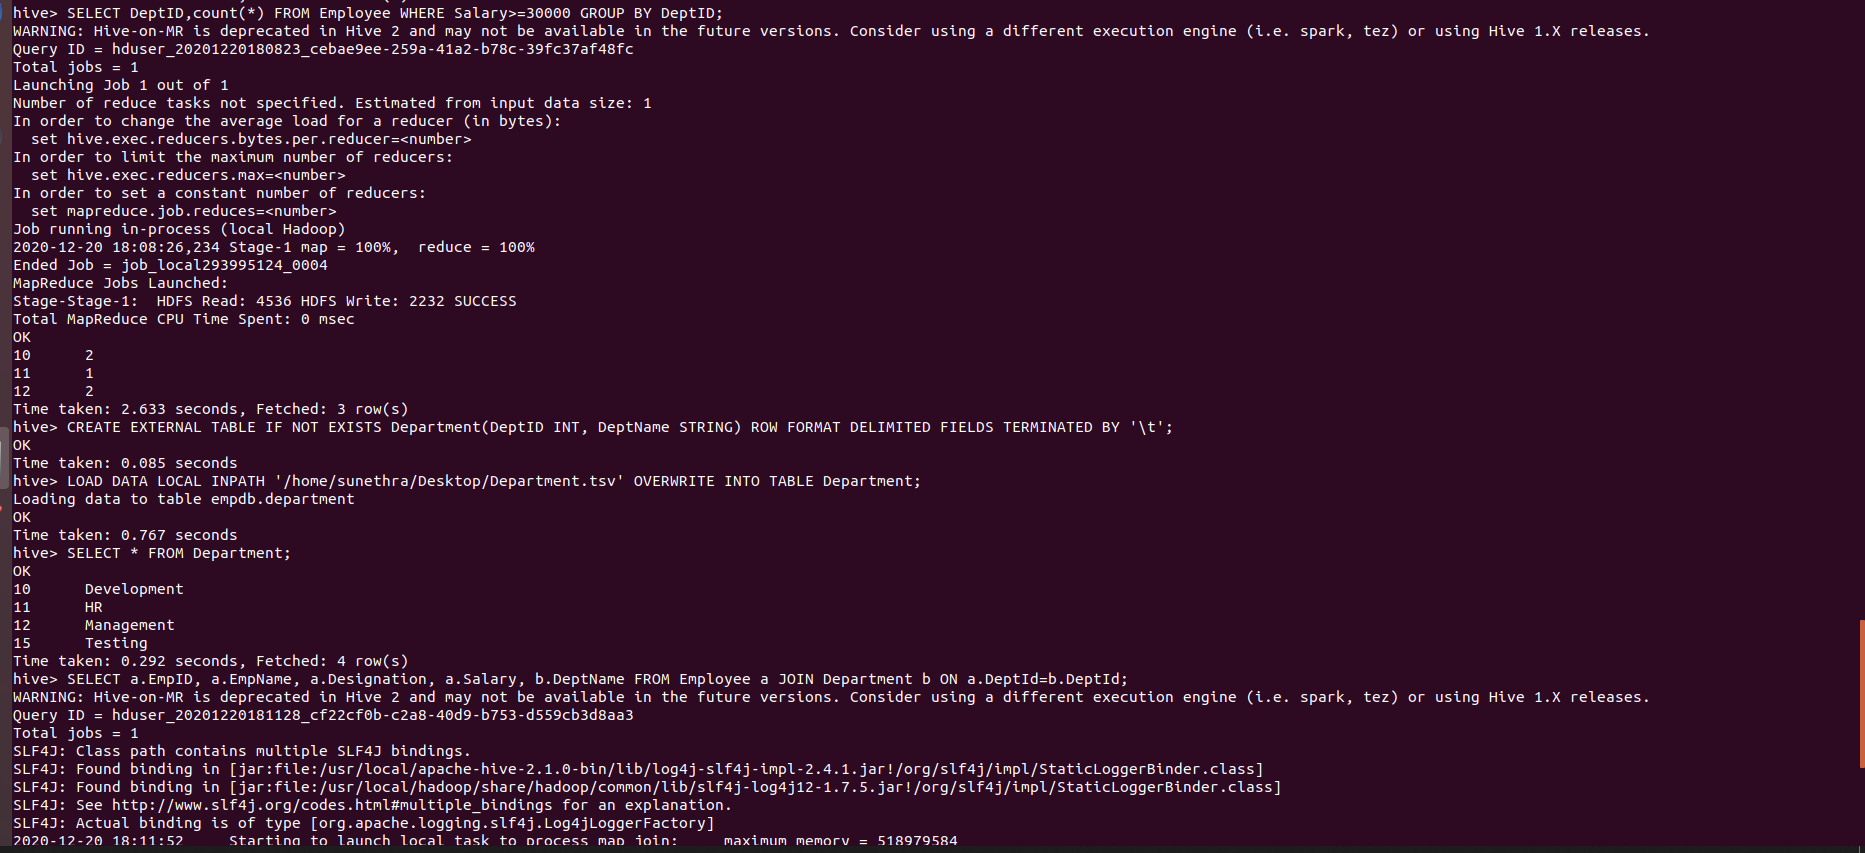 hive> SELECT DeptID,count(*) FROM Employee WHERE Salary>=30000 GROUP BY DeptID;
WARNING: Hive-on-MR is deprecated in Hive 2 and may not be available in the future versions. Consider using a different execution engine (i.e. spark, tez) or using Hive 1.X releases.
Query ID = hduser_20201220180823_cebae9ee-259a-41a2-b78c-39fc37af48fc
Total jobs = 1
Launching Job 1 out of 1
Number of reduce tasks not specified. Estimated from input data size: 1
In order to change the average load for a reducer (in bytes):
  set hive.exec.reducers.bytes.per.reducer=<number>
In order to limit the maximum number of reducers:
  set hive.exec.reducers.max=<number>
In order to set a constant number of reducers:
  set mapreduce.job.reduces=<number>
Job running in-process (local Hadoop)
2020-12-20 18:08:26,234 Stage-1 map = 100%,  reduce = 100%
Ended Job = job_local293995124_0004
MapReduce Jobs Launched:
Stage-Stage-1:  HDFS Read: 4536 HDFS Write: 2232 SUCCESS
Total MapReduce CPU Time Spent: 0 msec
OK
10      2
11      1
12      2
Time taken: 2.633 seconds, Fetched: 3 row(s)
hive> CREATE EXTERNAL TABLE IF NOT EXISTS Department(DeptID INT, DeptName STRING) ROW FORMAT DELIMITED FIELDS TERMINATED BY '\t';
OK
Time taken: 0.085 seconds
hive> LOAD DATA LOCAL INPATH '/home/sunethra/Desktop/Department.tsv' OVERWRITE INTO TABLE Department;
Loading data to table empdb.department
OK
Time taken: 0.767 seconds
hive> SELECT * FROM Department;
OK
10      Development
11      HR
12      Management
15      Testing
Time taken: 0.292 seconds, Fetched: 4 row(s)
hive> SELECT a.EmpID, a.EmpName, a.Designation, a.Salary, b.DeptName FROM Employee a JOIN Department b ON a.DeptId=b.DeptId;
WARNING: Hive-on-MR is deprecated in Hive 2 and may not be available in the future versions. Consider using a different execution engine (i.e. spark, tez) or using Hive 1.X releases.
Query ID = hduser_20201220181128_cf22cf0b-c2a8-40d9-b753-d559cb3d8aa3
Total jobs = 1
SLF4J: Class path contains multiple SLF4J bindings.
SLF4J: Found binding in [jar:file:/usr/local/apache-hive-2.1.0-bin/lib/log4j-slf4j-impl-2.4.1.jar!/org/slf4j/impl/StaticLoggerBinder.class]
SLF4J: Found binding in [jar:file:/usr/local/hadoop/share/hadoop/common/lib/slf4j-log4j12-1.7.5.jar!/org/slf4j/impl/StaticLoggerBinder.class]
SLF4J: See http://www.slf4j.org/codes.html#multiple_bindings for an explanation.
SLF4J: Actual binding is of type [org.apache.logging.slf4j.Log4jLoggerFactory]
2020-12-20 18:11:52     Starting to launch local task to process map join;     maximum memory = 518979584